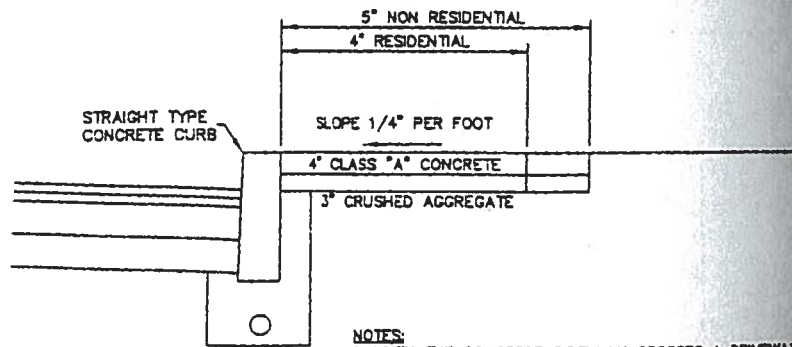 5" NON RESIDENTIAL
4" RESIDENTIAL
STRAIGHT TYPE
CONCRETE CURB
SLOPE 1/4" PER FOOT
4" CLASS "A" CONCRETE
3" CRUSHED AGGREGATE
NOTES: